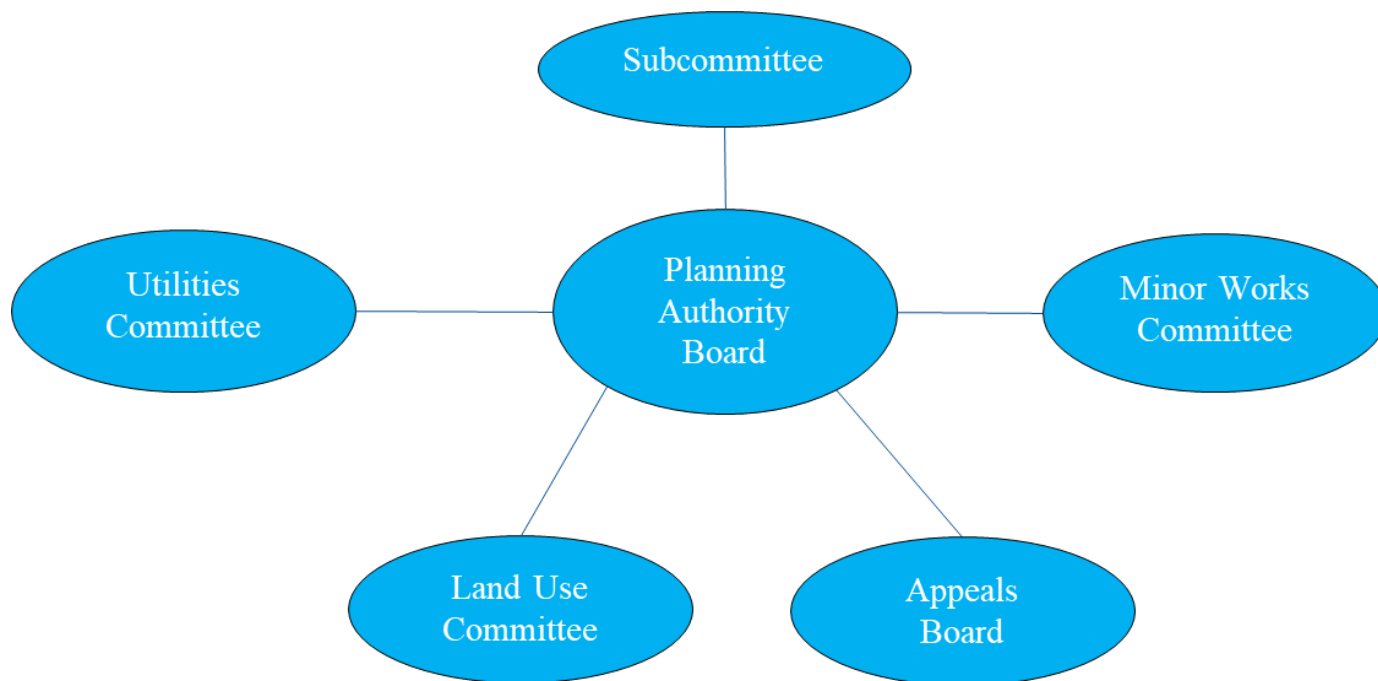 Subcommittee
Utilities
Committee
Planning
Authority
Board
Minor Works
Committee
Land Use
Committee
Appeals
Board